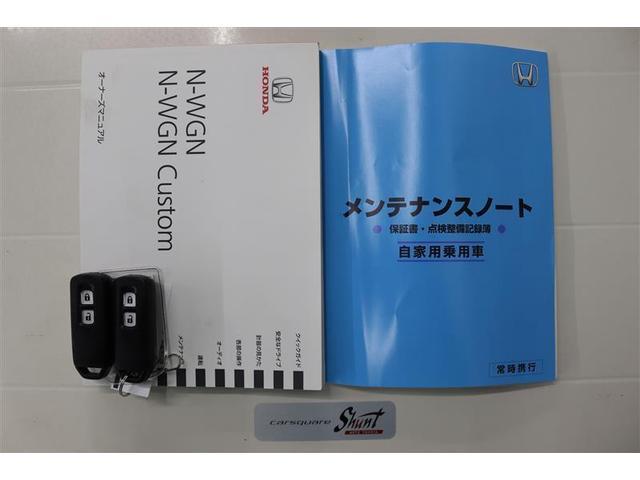 HONDA
N-WGN
N-WGN Custom
オーナーズマニュアル
クイックガイド
安全なドライブ
計器の見かた
各部の操作
オーディオ
運転
メンテナンス
メンテナンスノート
保証書・点検整備記録簿
自家用乗用車
常時携行
carsquare Shunt